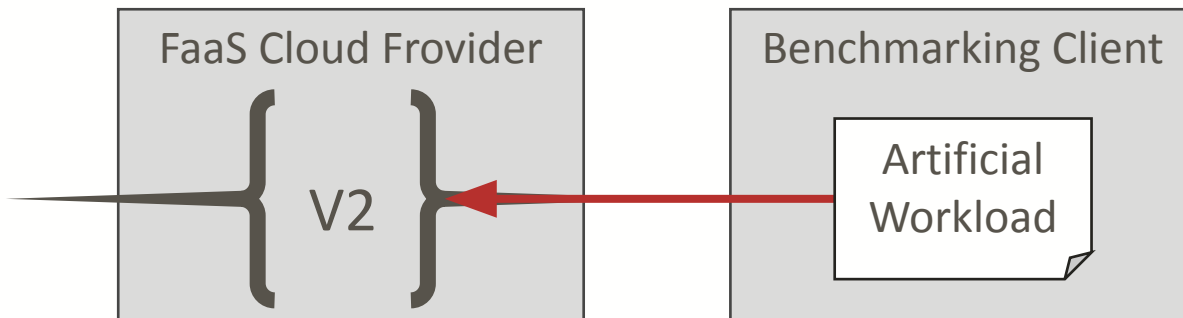 FaaS Cloud Frovider
Benchmarking Client
V2
Artificial
Workload